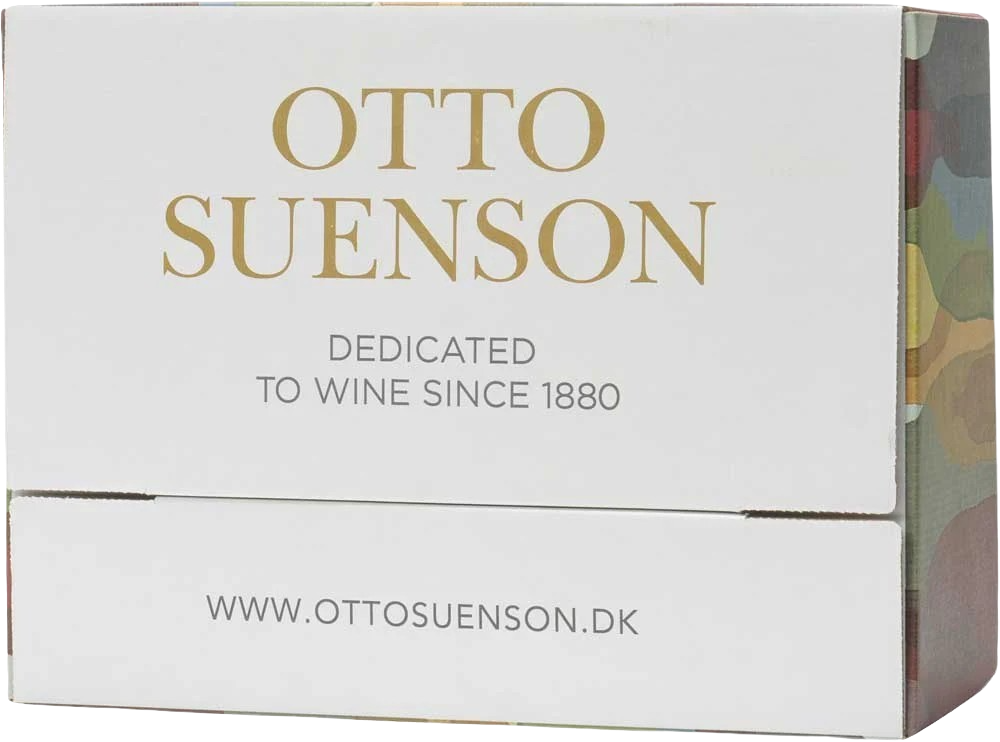 OTTO
SUENSON
DEDICATED
TO WINE SINCE 1880
WWW.OTTOSUENSON.DK